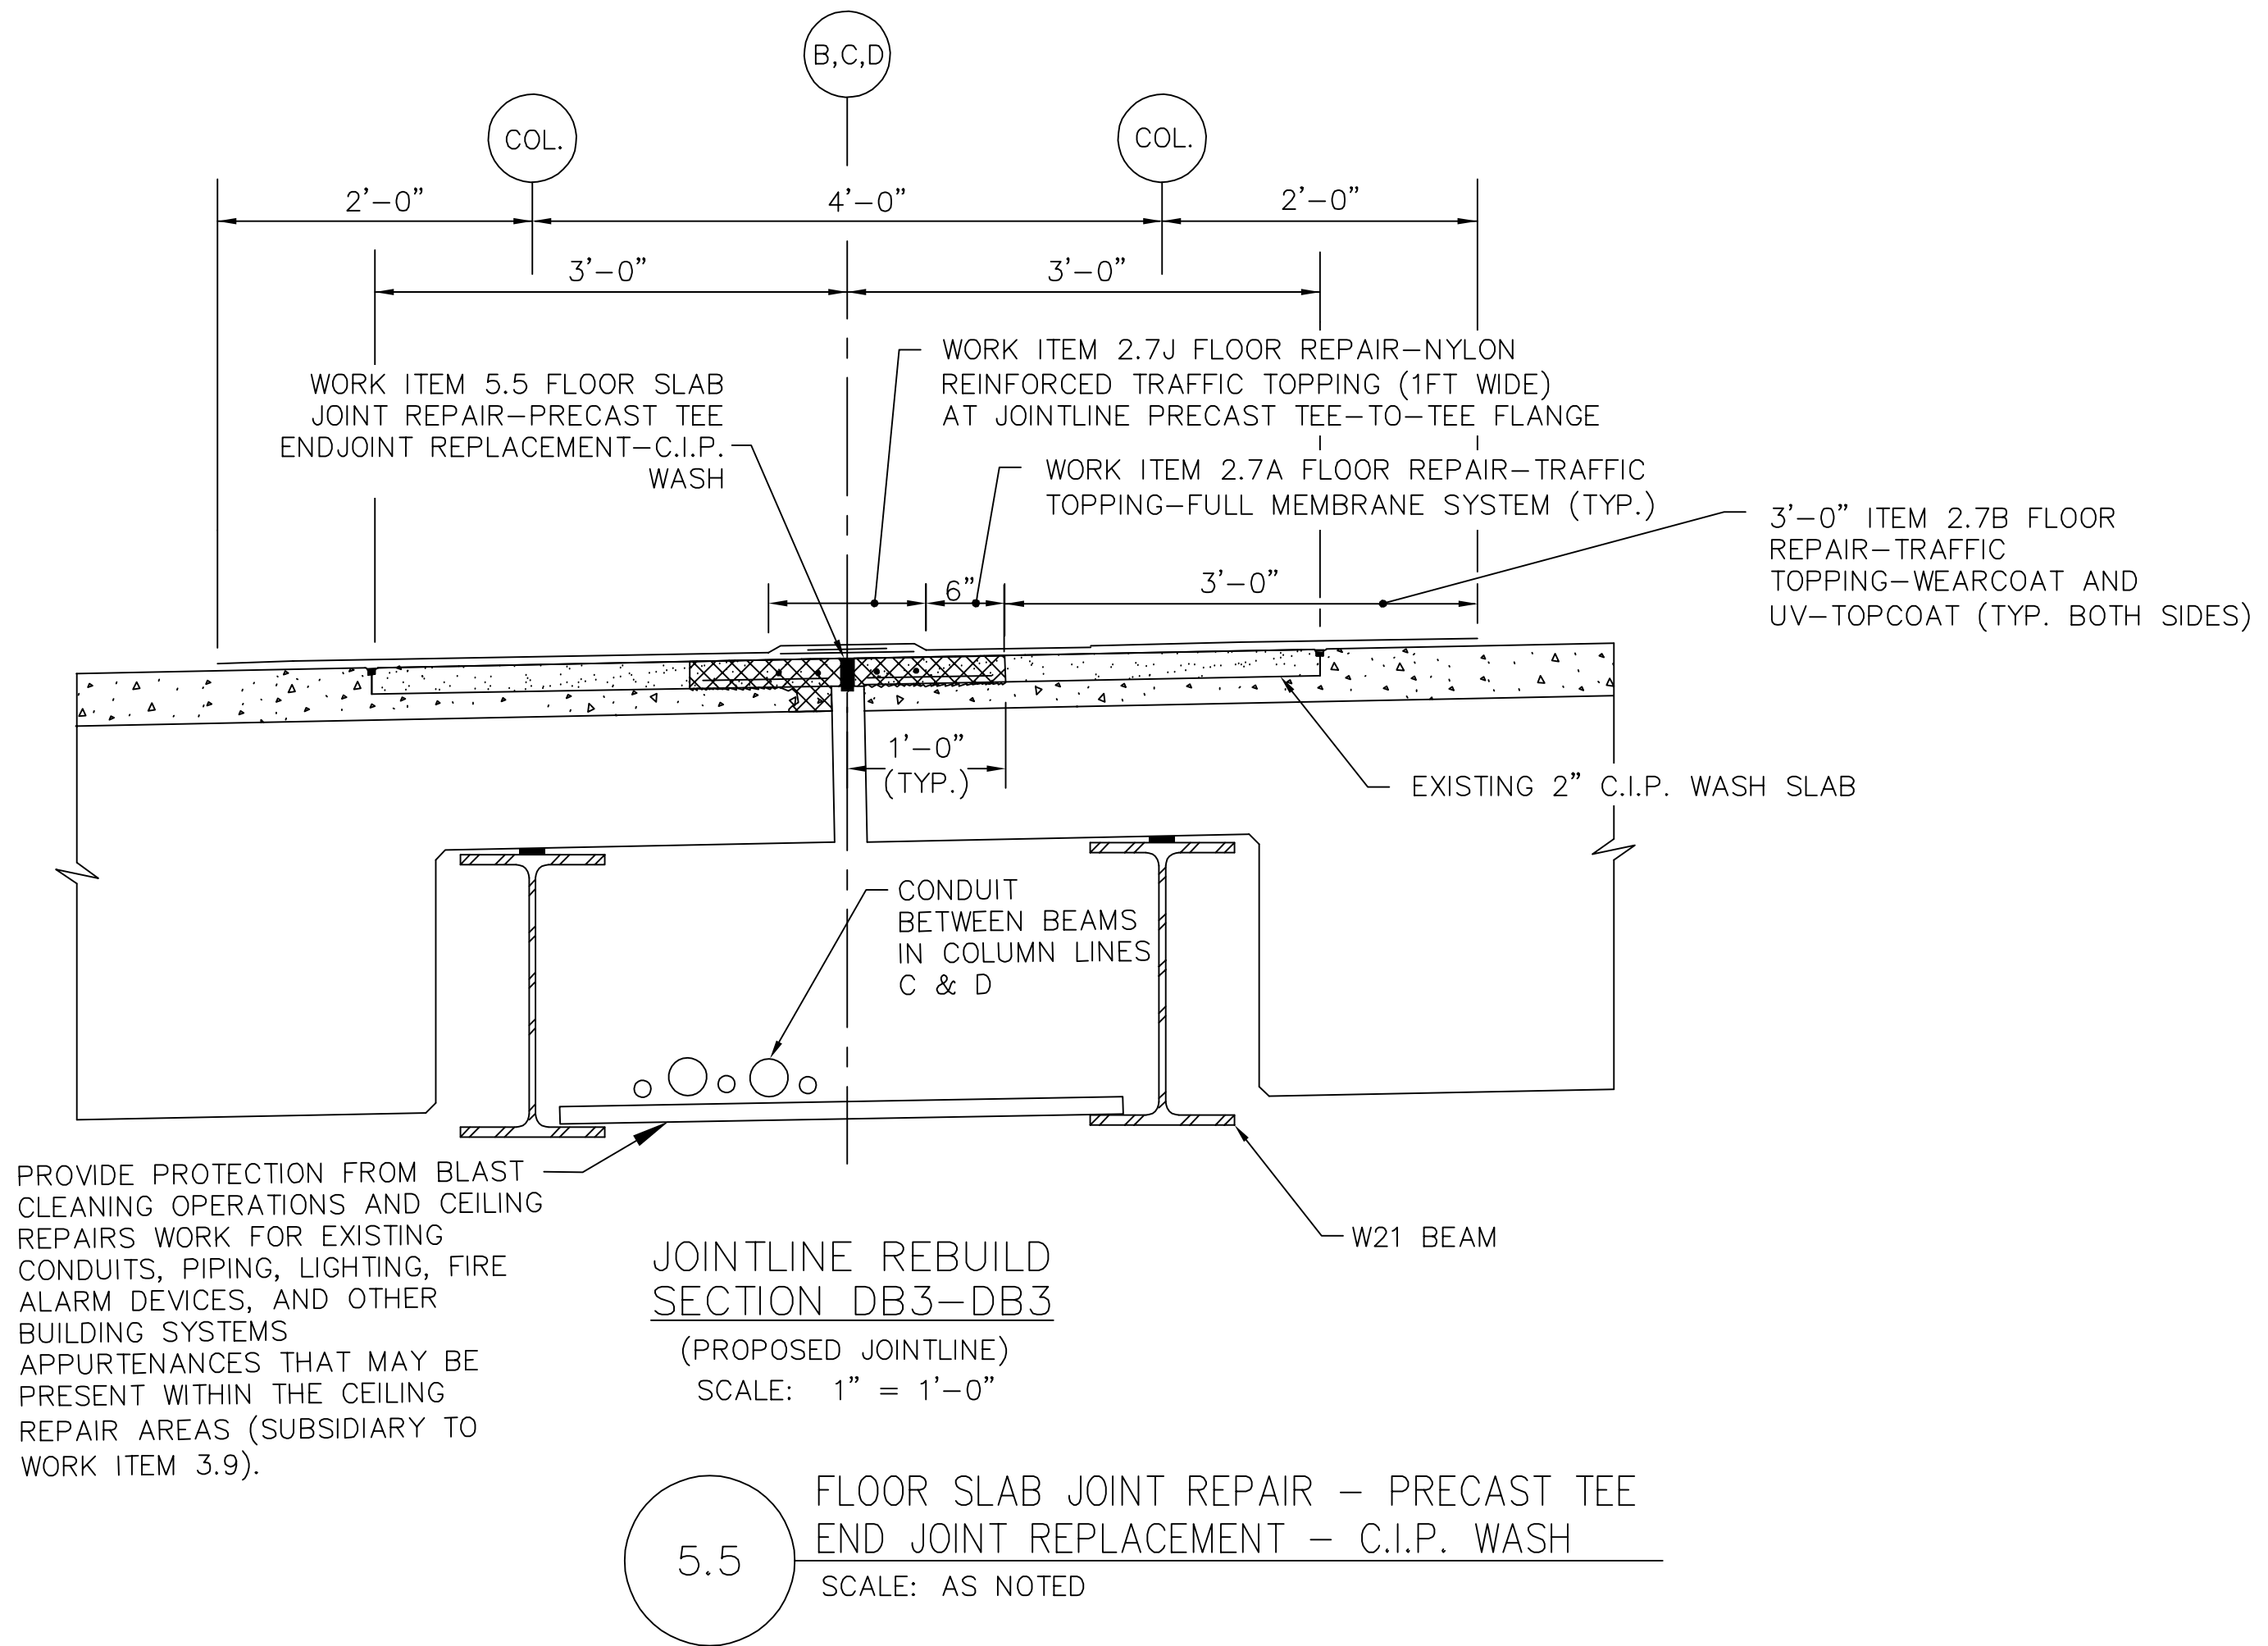 B,C,D
COL.
COL.
2'-0"
4'-0"
2'-0"
3'-0"
3'-0"
WORK ITEM 5.5 FLOOR SLAB
JOINT REPAIR-PRECAST TEE
ENDJOINT REPLACEMENT-C.I.P.
WASH
WORK ITEM 2.7J FLOOR REPAIR-NYLON
REINFORCED TRAFFIC TOPPING (1FT WIDE)
AT JOINTLINE PRECAST TEE-TO-TEE FLANGE
WORK ITEM 2.7A FLOOR REPAIR-TRAFFIC
TOPPING-FULL MEMBRANE SYSTEM (TYP.)
3'-0" ITEM 2.7B FLOOR
REPAIR-TRAFFIC
TOPPING-WEARCOAT AND
UV-TOPCOAT (TYP. BOTH SIDES)
6"
3'-0"
1'-0"
(TYP.)
EXISTING 2" C.I.P. WASH SLAB
CONDUIT
BETWEEN BEAMS
IN COLUMN LINES
C & D
PROVIDE PROTECTION FROM BLAST
CLEANING OPERATIONS AND CEILING
REPAIRS WORK FOR EXISTING
CONDUITS, PIPING, LIGHTING, FIRE
ALARM DEVICES, AND OTHER
BUILDING SYSTEMS
APPURTENANCES THAT MAY BE
PRESENT WITHIN THE CEILING
REPAIR AREAS (SUBSIDIARY TO
WORK ITEM 3.9).
W21 BEAM
JOINTLINE REBUILD
SECTION DB3-DB3
(PROPOSED JOINTLINE)
SCALE: 1" = 1'-0"
5.5
FLOOR SLAB JOINT REPAIR - PRECAST TEE
END JOINT REPLACEMENT - C.I.P. WASH
SCALE: AS NOTED